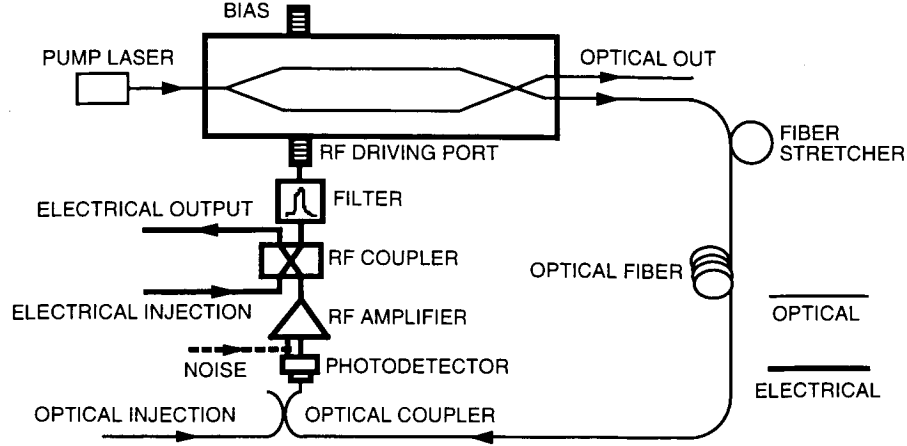 BIAS
PUMP LASER
OPTICAL OUT
FIBER
STRETCHER
RF DRIVING PORT
FILTER
ELECTRICAL OUTPUT
RF COUPLER
OPTICAL FIBER
ELECTRICAL INJECTION
RF AMPLIFIER
OPTICAL
NOISE
PHOTODETECTOR
ELECTRICAL
OPTICAL INJECTION
OPTICAL COUPLER